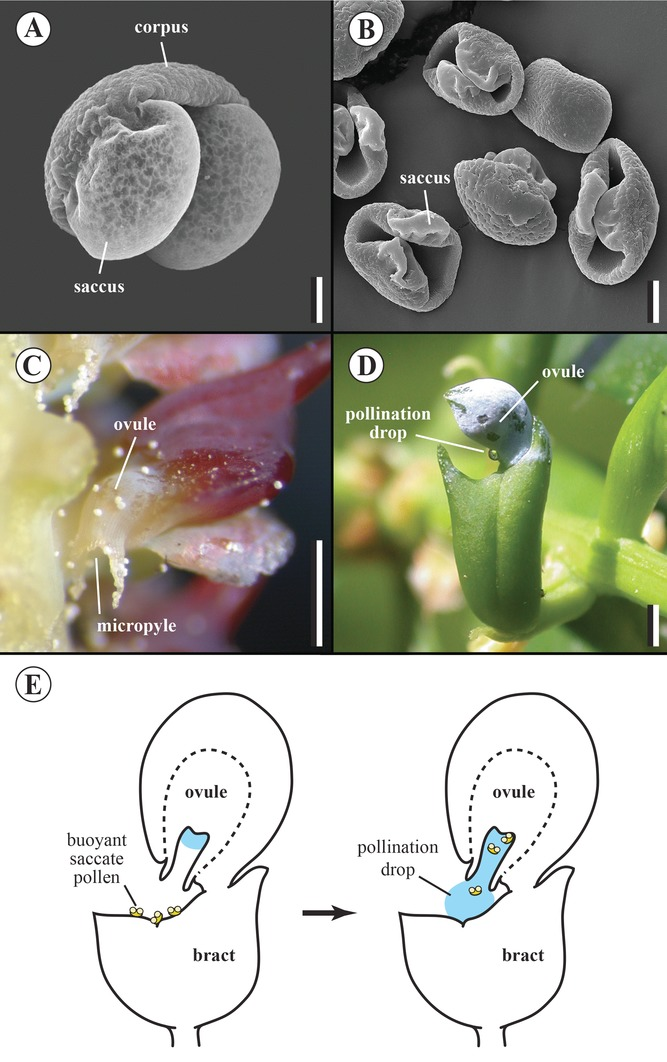 A
corpus
saccus
B
saccus
C
ovule
micropyle
D
ovule
pollination
drop
E
ovule
buoyant
saccate
pollen
bract
ovule
pollination
drop
bract